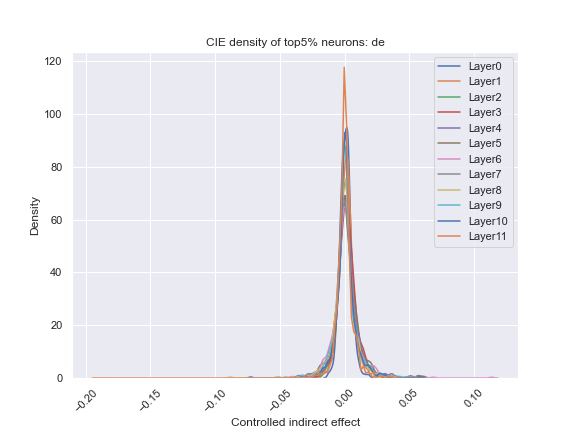 CIE density of top5% neurons: de
120
100
80
60
40
20
0
Density
-0.20
-0.15
-0.10
-0.05
0.00
0.05
0.10
Controlled indirect effect
Layer0
Layer1
Layer2
Layer3
Layer4
Layer5
Layer6
Layer7
Layer8
Layer9
Layer10
Layer11